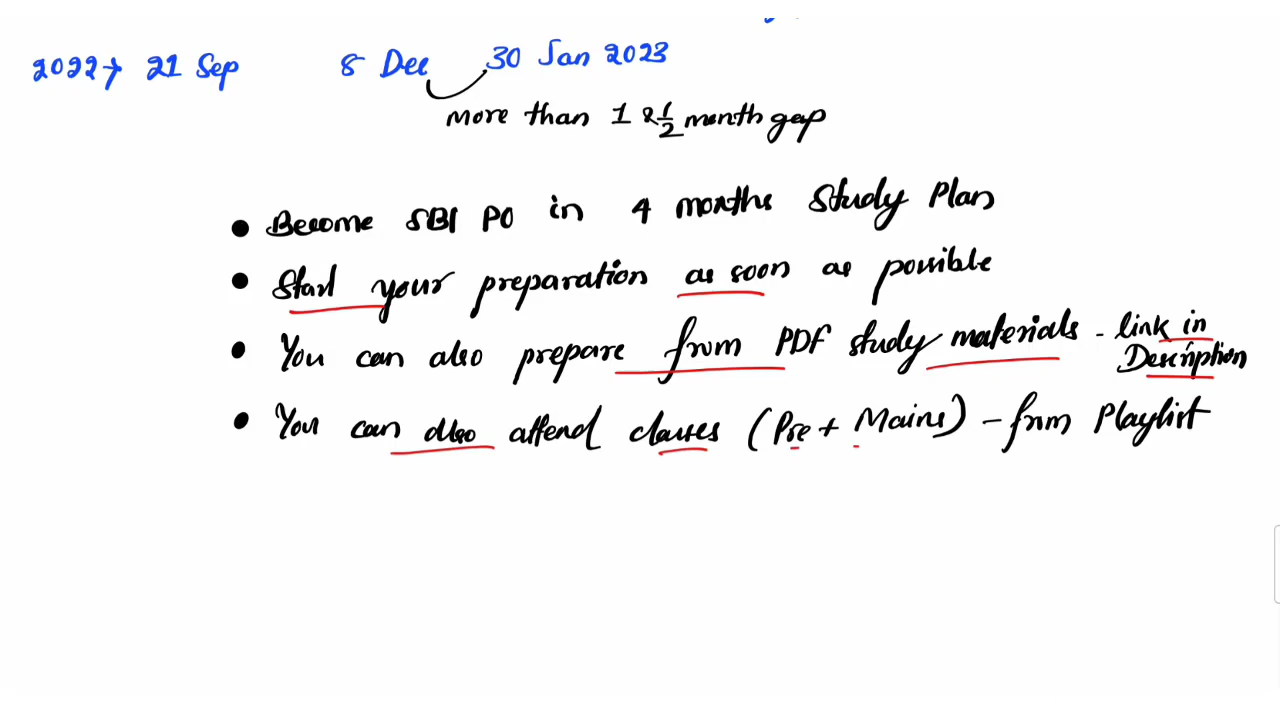 2022→ 21 Sep 8 Dec 30 Jan 2023
More than 1 & 1/2 month gap
• Become SBI PO in 4 months Study Plan
• Start your preparation as soon as possible
• You can also prepare from PDF study materials - link in
Description
• You can also attend classes (Pre + Mains) - from Playlist